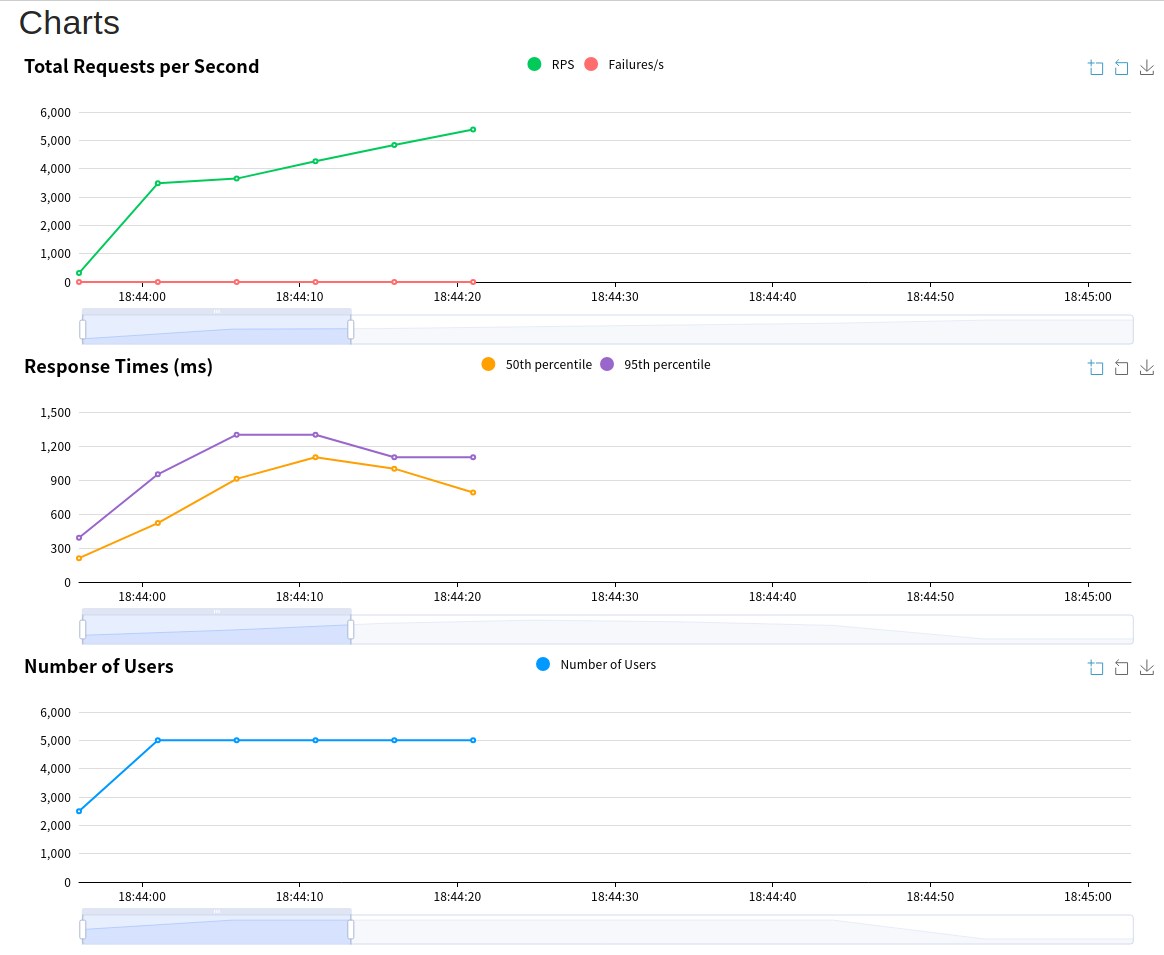 Charts
Total Requests per Second
RPS Failures/s
6,000
5,000
4,000
3,000
2,000
1,000
0
18:44:00 18:44:10 18:44:20 18:44:30 18:44:40 18:44:50 18:45:00
Response Times (ms)
50th percentile 95th percentile
1,500
1,200
900
600
300
0
18:44:00 18:44:10 18:44:20 18:44:30 18:44:40 18:44:50 18:45:00
Number of Users
Number of Users
6,000
5,000
4,000
3,000
2,000
1,000
0
18:44:00 18:44:10 18:44:20 18:44:30 18:44:40 18:44:50 18:45:00